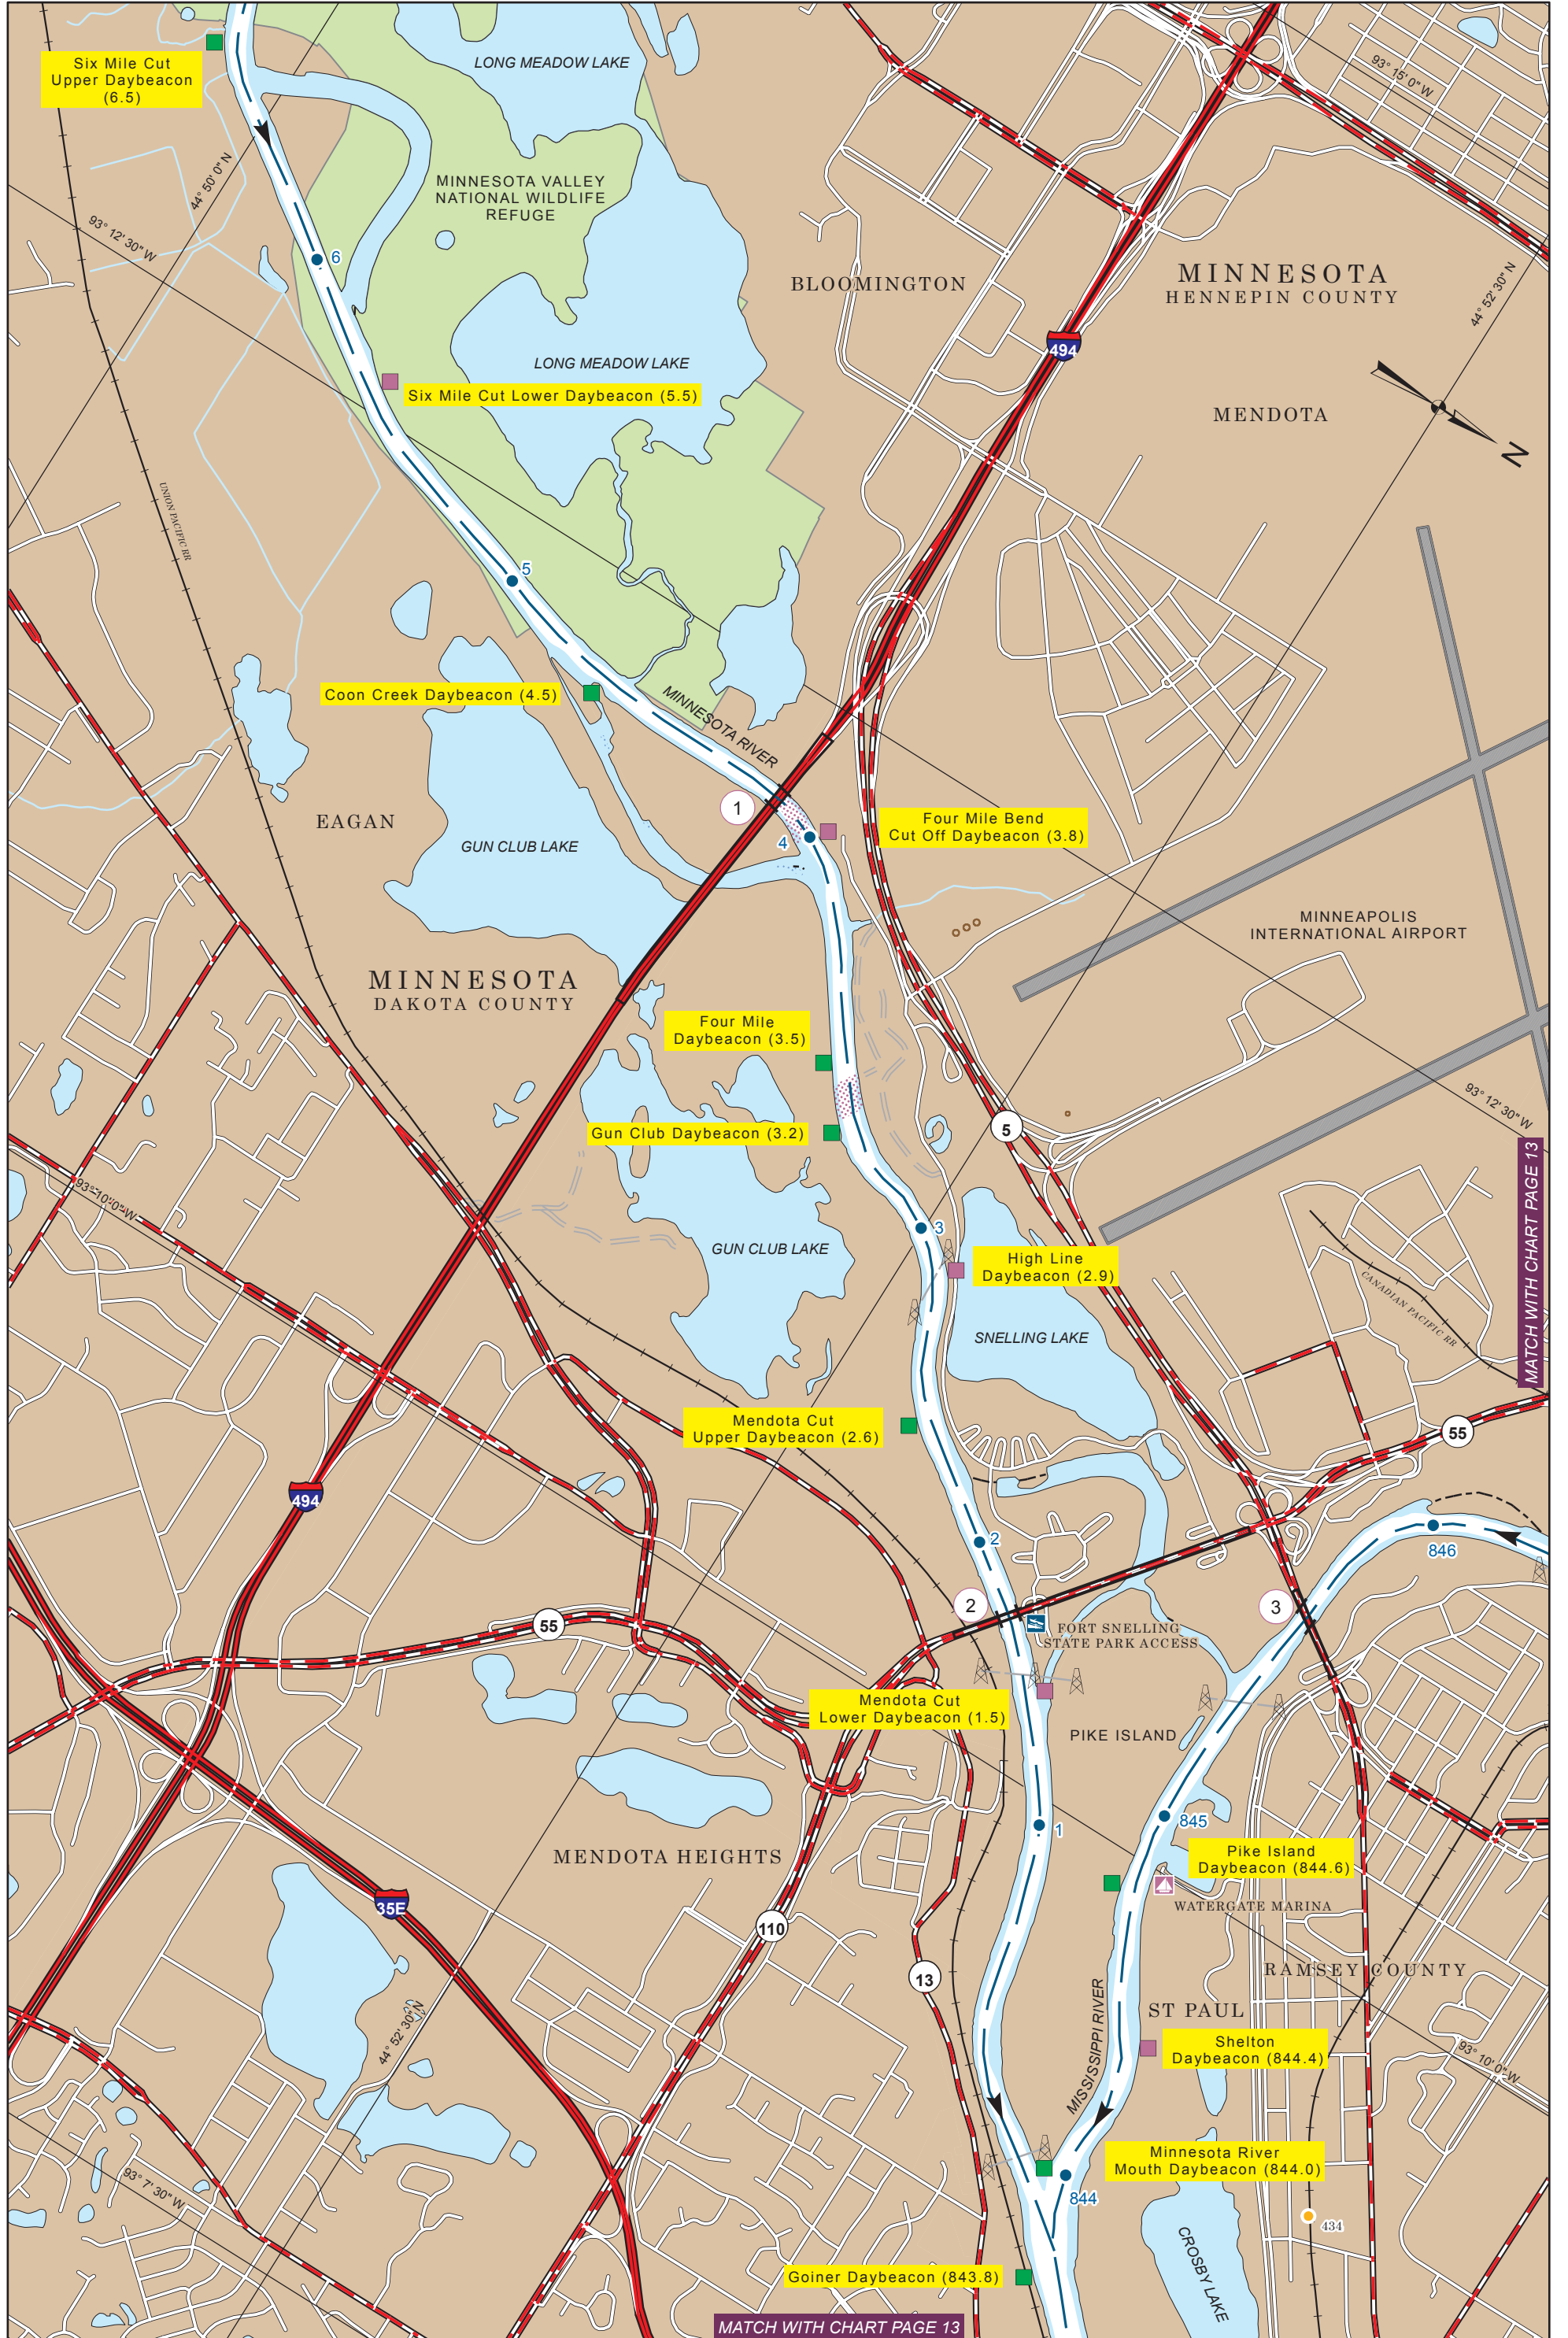 Six Mile Cut
Upper Daybeacon
(6.5)
LONG MEADOW LAKE
93° 15' 0" W
44° 50' 0" N
MINNESOTA VALLEY
NATIONAL WILDLIFE
REFUGE
93° 12' 30" W
6
BLOOMINGTON
MINNESOTA
HENNEPIN COUNTY
44° 52' 30" N
494
LONG MEADOW LAKE
Six Mile Cut Lower Daybeacon (5.5)
MENDOTA
N
UNION PACIFIC RR
5
Coon Creek Daybeacon (4.5)
MINNESOTA RIVER
1
EAGAN
GUN CLUB LAKE
4
Four Mile Bend
Cut Off Daybeacon (3.8)
MINNEAPOLIS
INTERNATIONAL AIRPORT
MINNESOTA
DAKOTA COUNTY
Four Mile
Daybeacon (3.5)
93° 12' 30" W
Gun Club Daybeacon (3.2)
5
MATCH WITH CHART PAGE 13
93° 10' 0" W
3
GUN CLUB LAKE
High Line
Daybeacon (2.9)
CANADIAN PACIFIC RR
SNELLING LAKE
Mendota Cut
Upper Daybeacon (2.6)
55
494
2
846
2
3
55
FORT SNELLING
STATE PARK ACCESS
Mendota Cut
Lower Daybeacon (1.5)
PIKE ISLAND
1
845
MENDOTA HEIGHTS
Pike Island
Daybeacon (844.6)
35E
WATERGATE MARINA
110
13
RAMSEY COUNTY
MISSISSIPPI RIVER
ST PAUL
44° 52' 30" N
Shelton
Daybeacon (844.4)
93° 10' 0" W
93° 7' 30" W
Minnesota River
Mouth Daybeacon (844.0)
844
434
CROSBY LAKE
Goiner Daybeacon (843.8)
MATCH WITH CHART PAGE 13